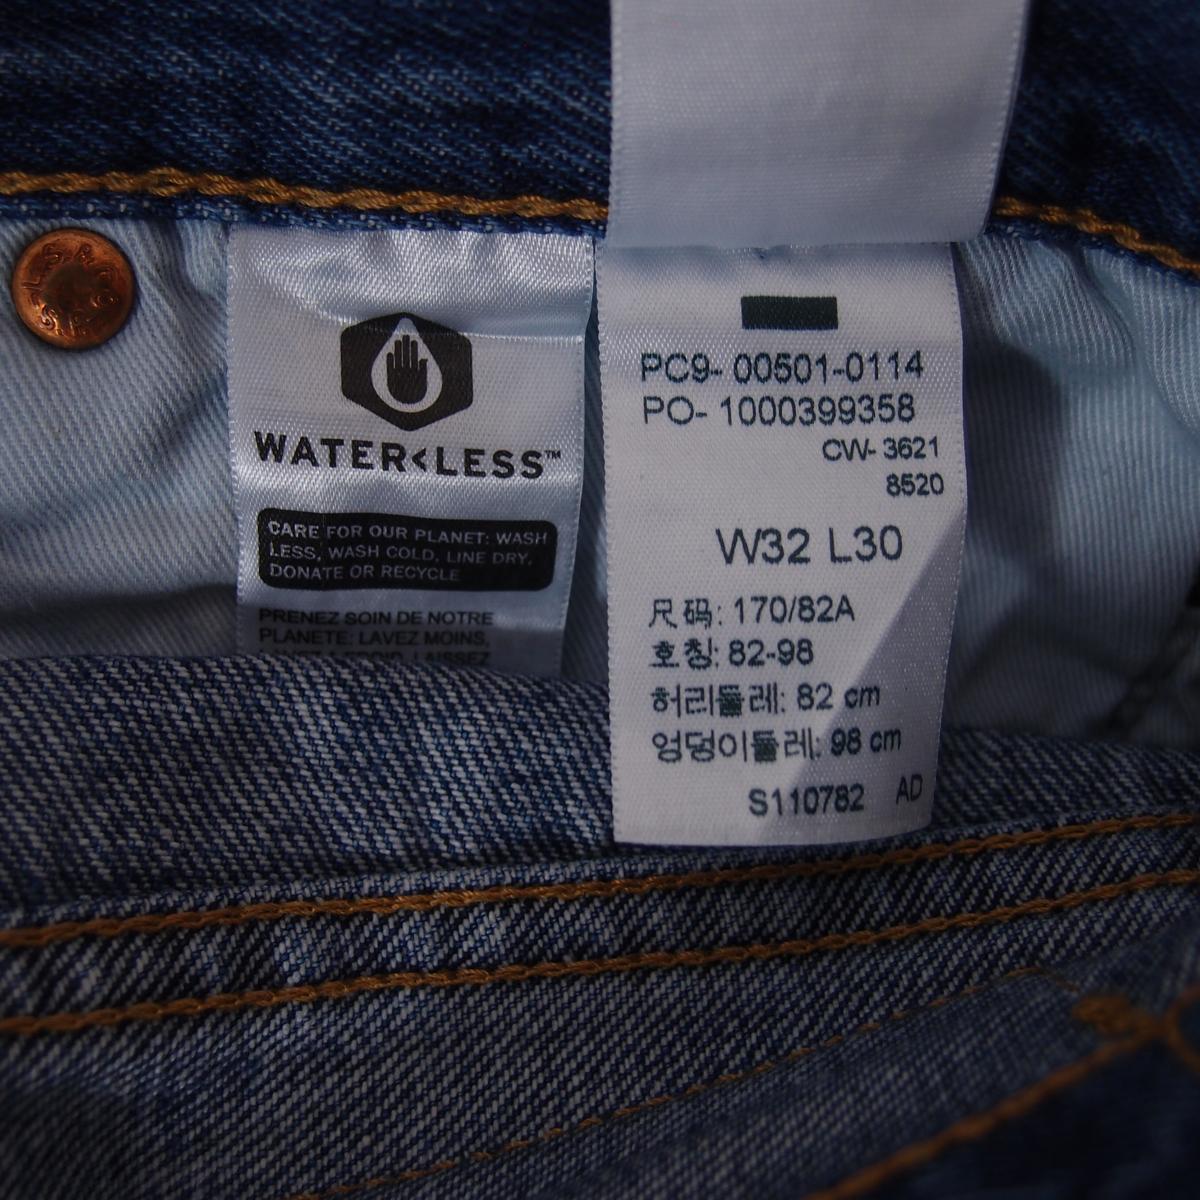 WATER<LESS™
CARE FOR OUR PLANET: WASH
LESS, WASH COLD, LINE DRY,
DONATE OR RECYCLE
PRENEZ SOIN DE NOTRE
PLANETE: LAVEZ MOINS,
LAISSEZ
PC9- 00501-0114
PO- 1000399358
CW- 3621
8520
W32 L30
尺码: 170/82A
호칭: 82-98
허리둘레: 82 cm
엉덩이둘레: 98 cm
S110782 AD